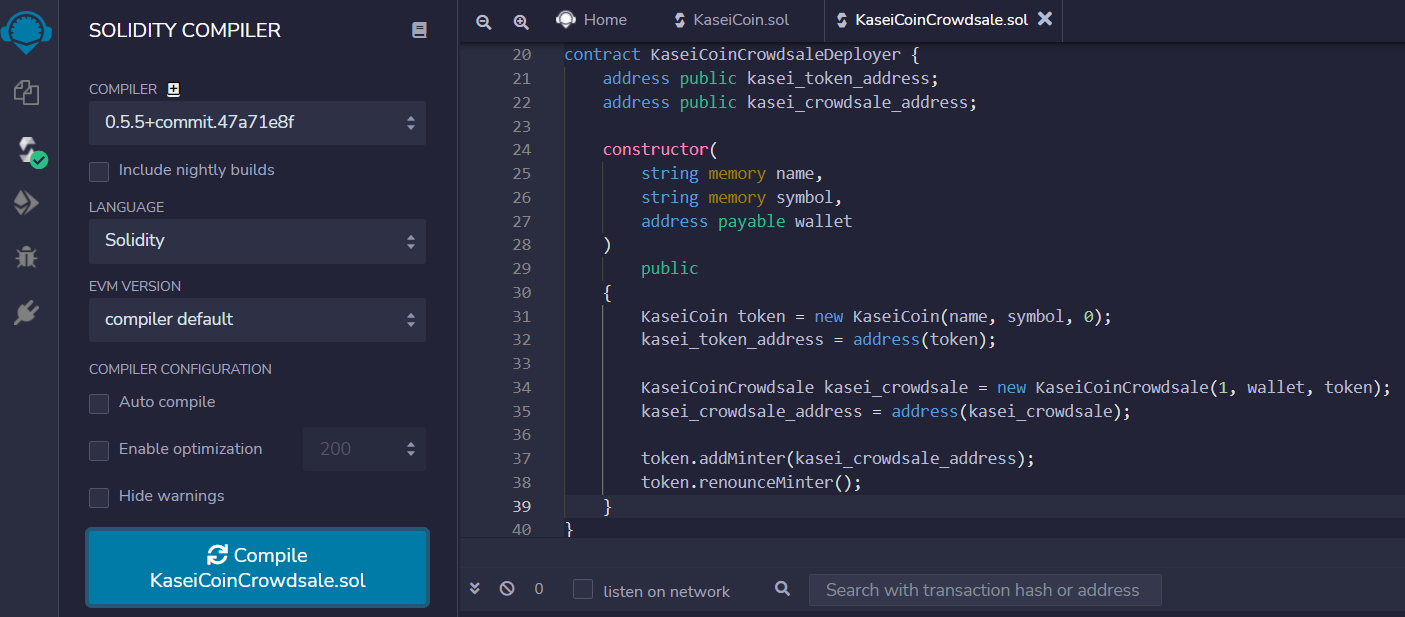 SOLIDITY COMPILER
COMPILER
0.5.5+commit.47a71e8f
Include nightly builds
LANGUAGE
Solidity
EVM VERSION
compiler default
COMPILER CONFIGURATION
Auto compile
Enable optimization
200
Hide warnings
Compile
KaseiCoinCrowdsale.sol
Home
KaseiCoin.sol
KaseiCoinCrowdsale.sol
20 contract KaseiCoinCrowdsaleDeployer {
21 address public kasei_token_address;
22 address public kasei_crowdsale_address;
23
24 constructor(
25 string memory name,
26 string memory symbol,
27 address payable wallet
28 )
29 public
30 {
31 KaseiCoin token = new KaseiCoin(name, symbol, 0);
32 kasei_token_address = address(token);
33
34 KaseiCoinCrowdsale kasei_crowdsale = new KaseiCoinCrowdsale(1, wallet, token);
35 kasei_crowdsale_address = address(kasei_crowdsale);
36
37 token.addMinter(kasei_crowdsale_address);
38 token.renounceMinter();
39 }
40 }
0
listen on network
Search with transaction hash or address